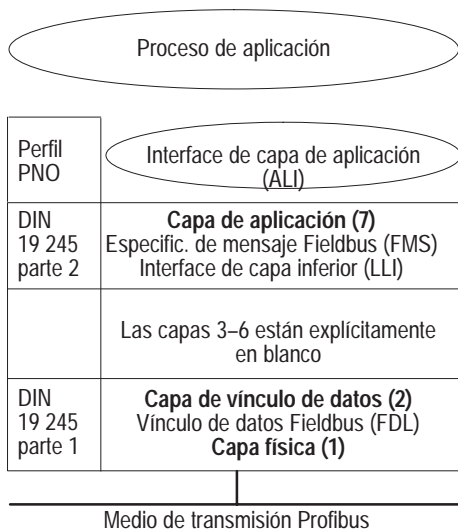 Proceso de aplicación
Perfil
PNO
Interface de capa de aplicación
(ALI)
DIN
19 245
parte 2
Capa de aplicación (7)
Especific. de mensaje Fieldbus (FMS)
Interface de capa inferior (LLI)
Las capas 3–6 están explícitamente
en blanco
DIN
19 245
parte 1
Capa de vínculo de datos (2)
Vínculo de datos Fieldbus (FDL)
Capa física (1)
Medio de transmisión Profibus